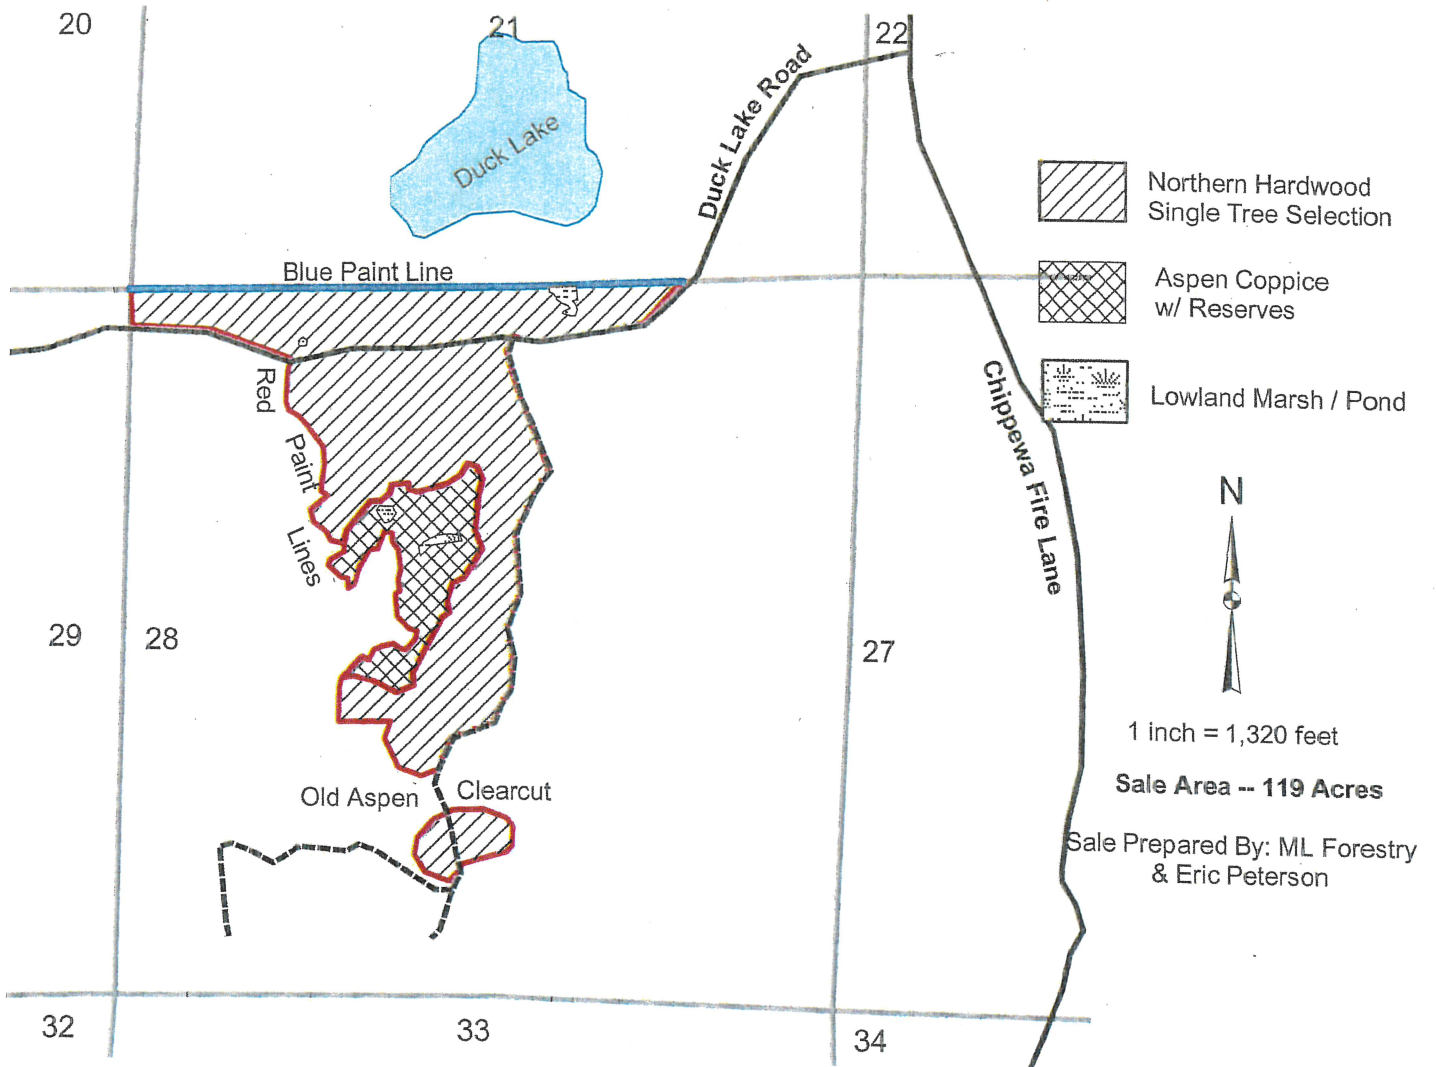 20
21
22
Duck Lake
Duck Lake Road
Northern Hardwood
Single Tree Selection
Blue Paint Line
Aspen Coppice
w/ Reserves
Red
Paint
Lines
Chippewa Fire Lane
Lowland Marsh / Pond
N
29
28
27
1 inch = 1,320 feet
Sale Area -- 119 Acres
Old Aspen Clearcut
Sale Prepared By: ML Forestry
& Eric Peterson
32
33
34